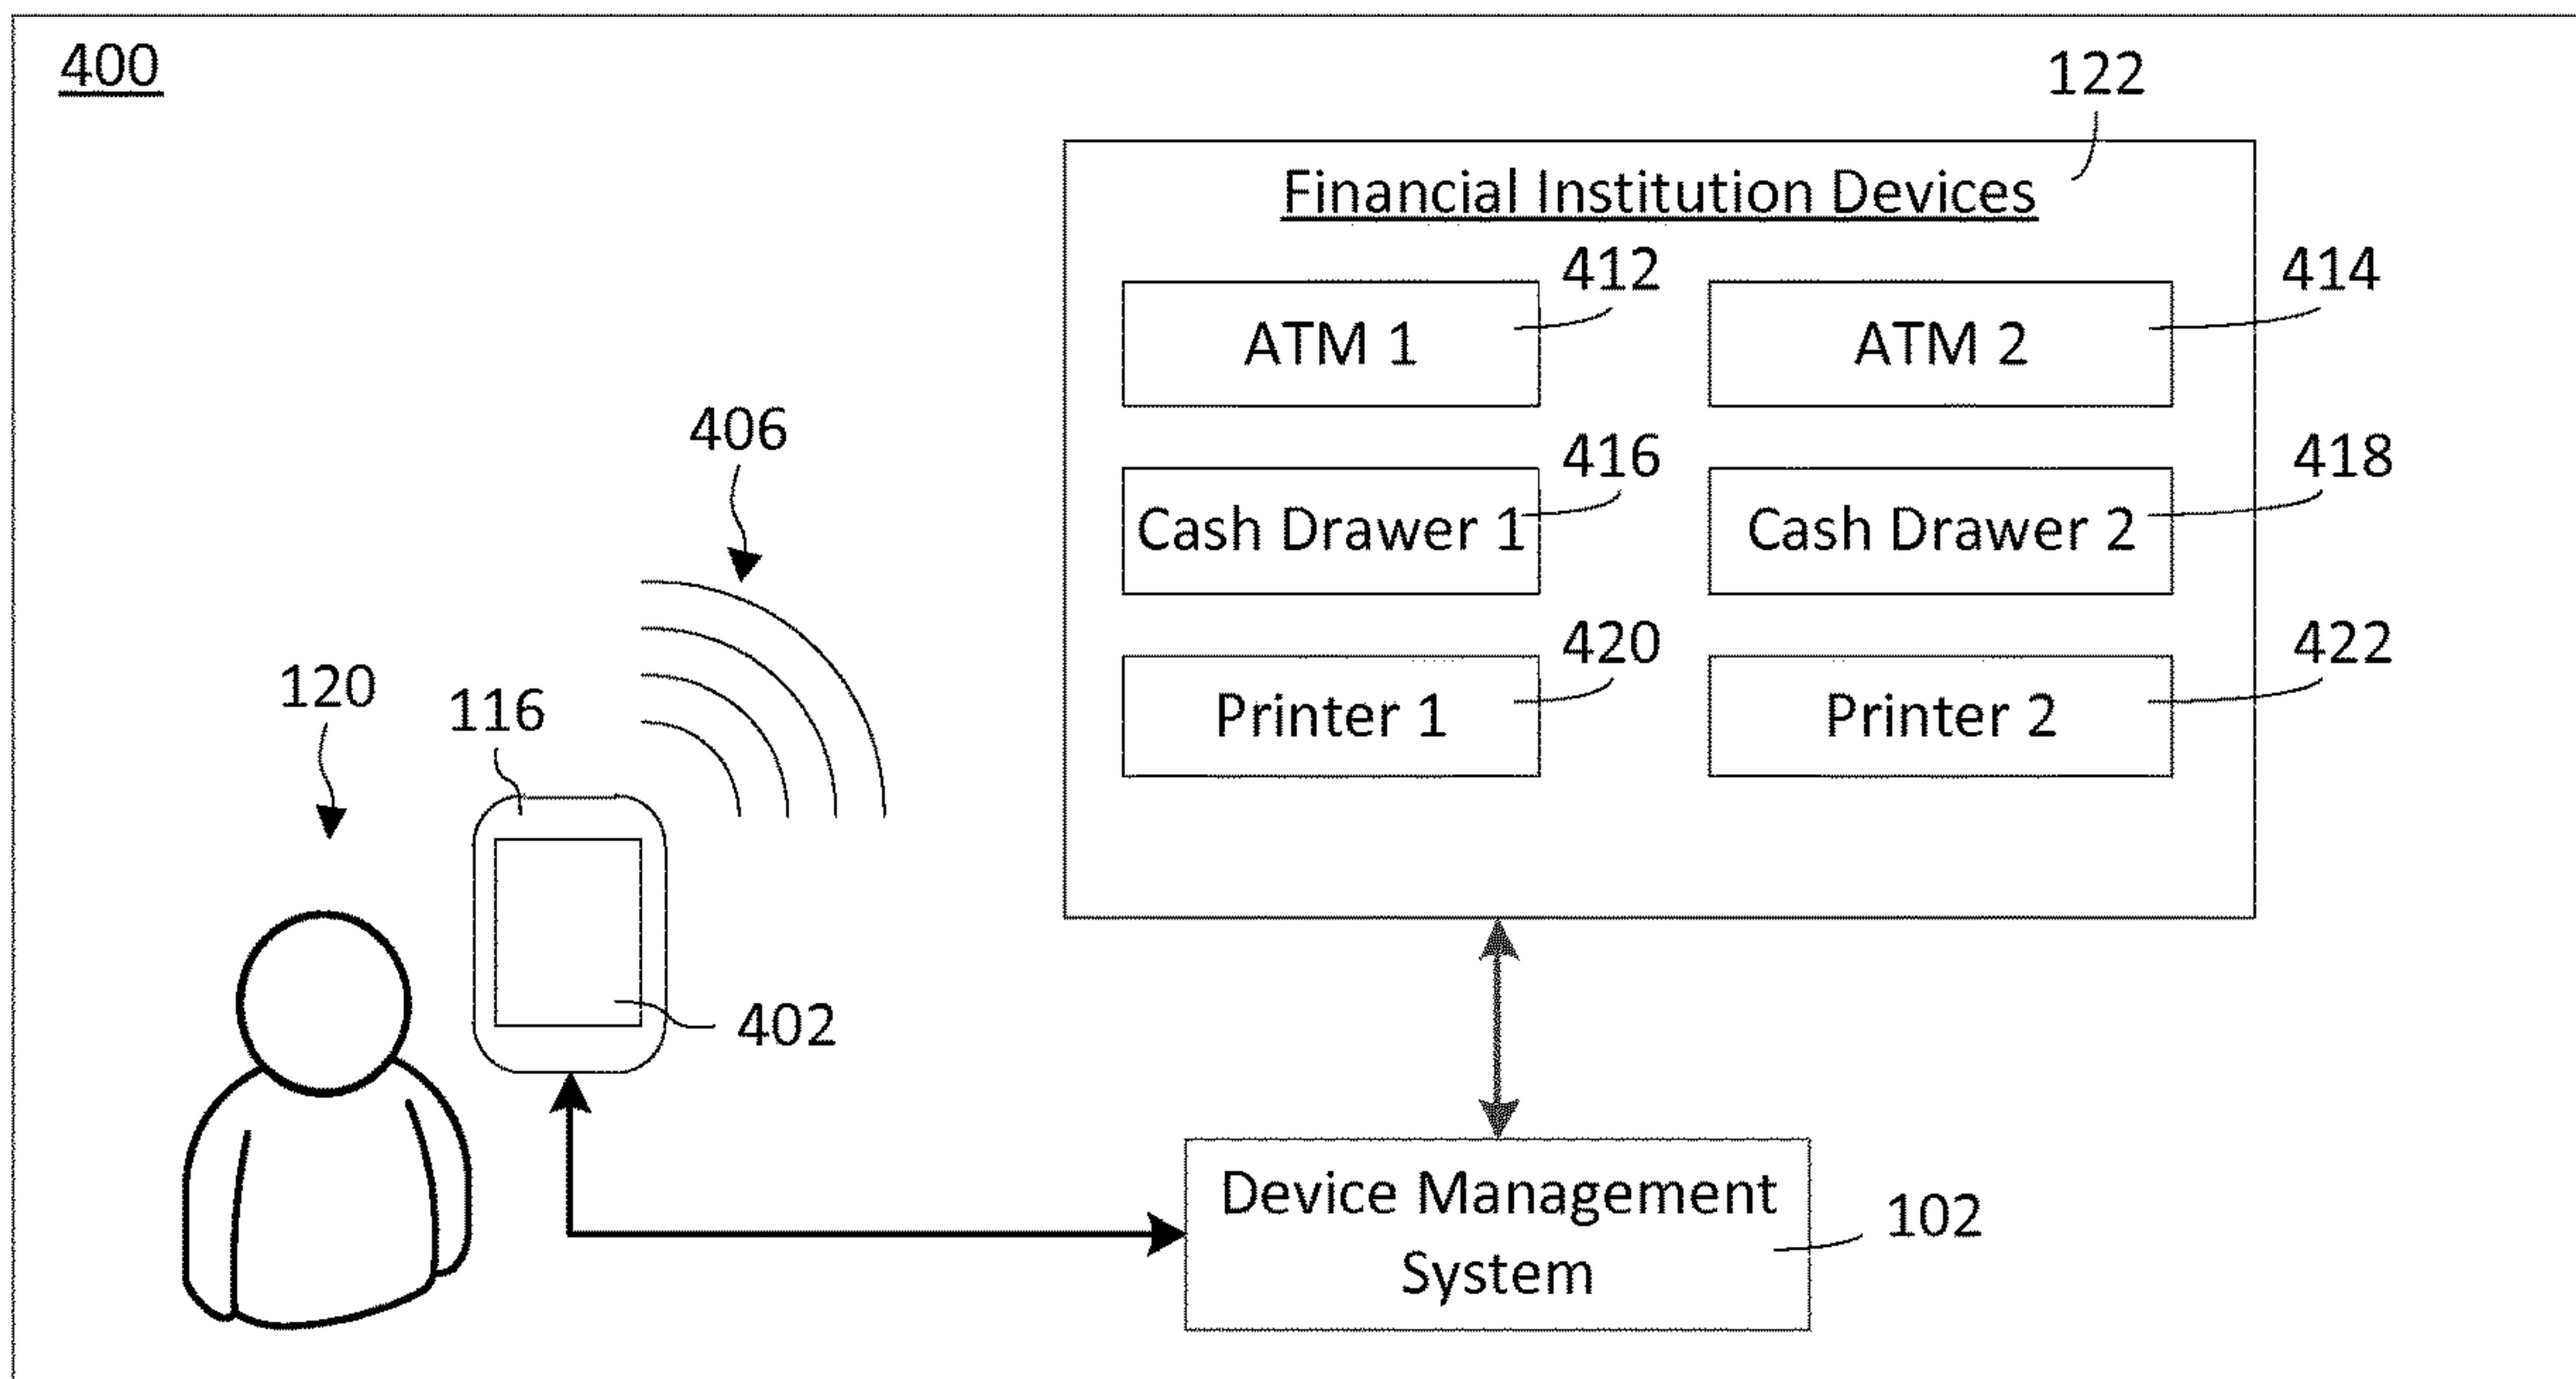 400
122
Financial Institution Devices
412
414
ATM 1
ATM 2
406
416
418
Cash Drawer 1
Cash Drawer 2
420
422
120
116
Printer 1
Printer 2
402
Device Management
System
102